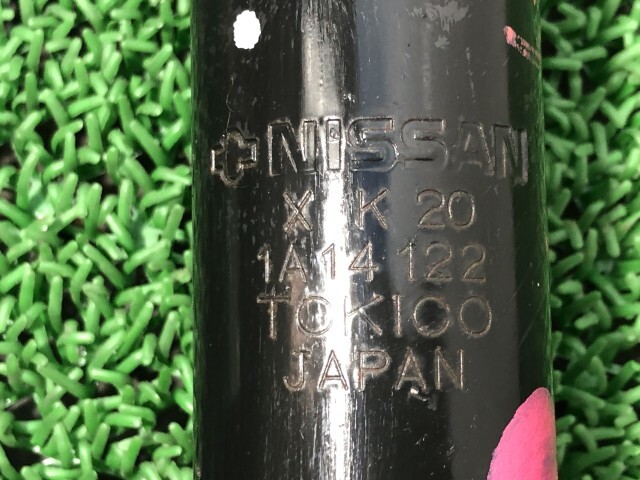 NISSAN
X K 20
1A14 122
TOKICO
JAPAN